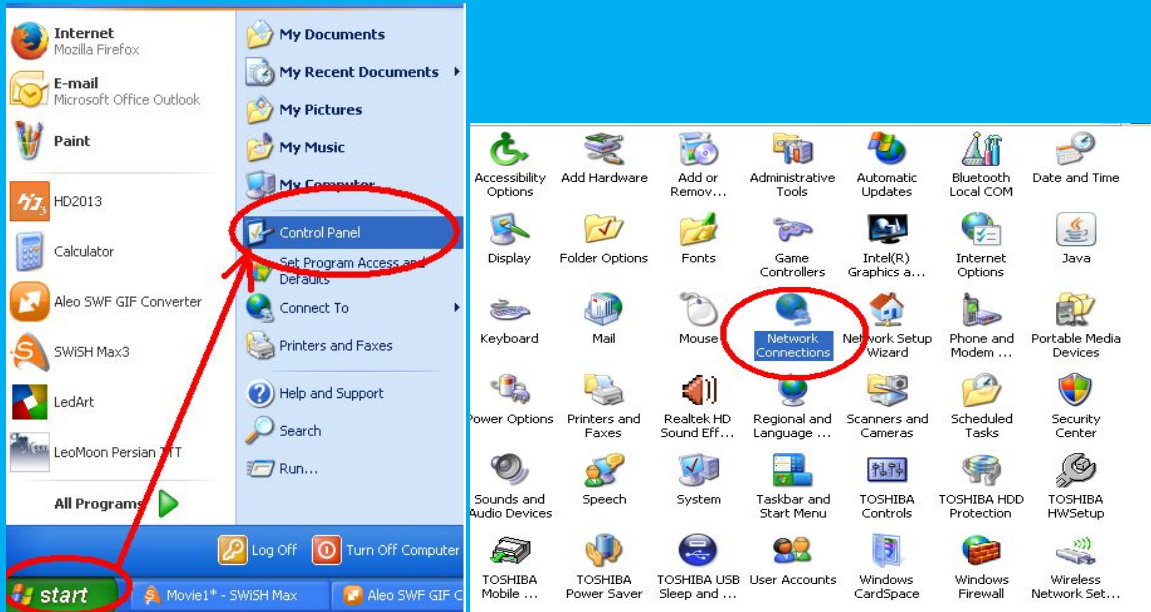 Internet
Mozilla Firefox
E-mail
Microsoft Office Outlook
Paint
HD2013
Calculator
Aleo SWF GIF Converter
SWiSH Max3
LedArt
LeoMoon Persian TTT
All Programs
My Documents
My Recent Documents
My Pictures
My Music
My Computer
Control Panel
Set Program Access and
Defaults
Connect To
Printers and Faxes
Help and Support
Search
Run...
Log Off
Turn Off Computer
start
Movie1* - SWiSH Max
Aleo SWF GIF C
Accessibility
Options
Add Hardware
Add or
Remov...
Administrative
Tools
Automatic
Updates
Bluetooth
Local COM
Date and Time
Display
Folder Options
Fonts
Game
Controllers
Intel(R)
Graphics a...
Internet
Options
Java
Keyboard
Mail
Mouse
Network
Connections
Network Setup
Wizard
Phone and
Modem ...
Portable Media
Devices
Power Options
Printers and
Faxes
Realtek HD
Sound Eff...
Regional and
Language ...
Scanners and
Cameras
Scheduled
Tasks
Security
Center
Sounds and
Audio Devices
Speech
System
Taskbar and
Start Menu
TOSHIBA
Controls
TOSHIBA HDD
Protection
TOSHIBA
HWSetup
TOSHIBA
Mobile ...
TOSHIBA
Power Saver
TOSHIBA USB
Sleep and ...
User Accounts
Windows
CardSpace
Windows
Firewall
Wireless
Network Set...